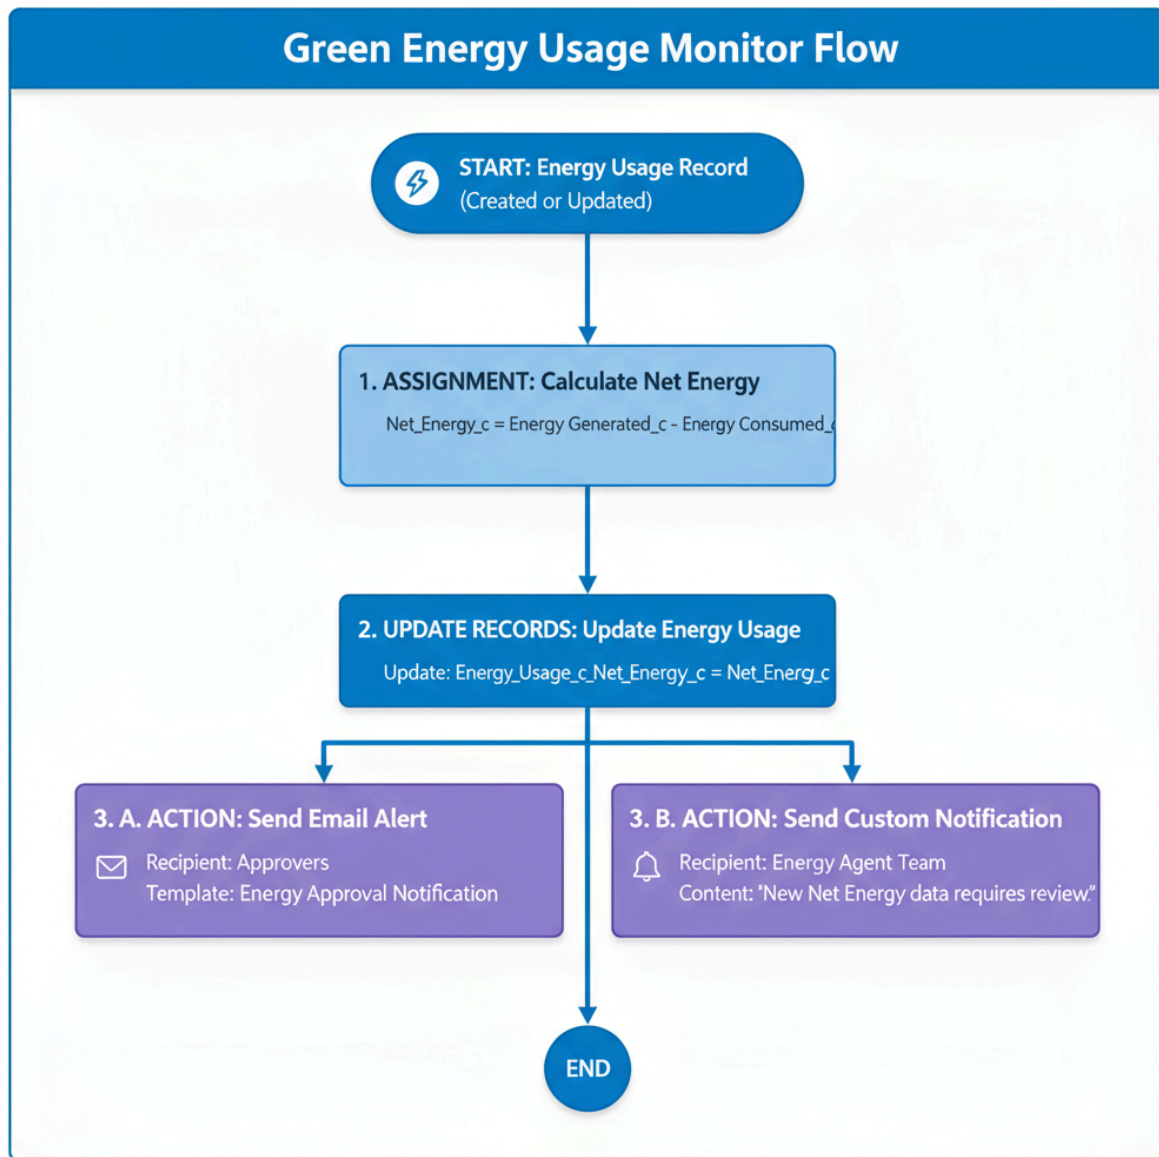 Green Energy Usage Monitor Flow
START: Energy Usage Record
(Created or Updated)
1. ASSIGNMENT: Calculate Net Energy
Net_Energy_c = Energy Generated_c - Energy Consumed_c
2. UPDATE RECORDS: Update Energy Usage
Update: Energy_Usage_c_Net_Energy_c = Net_Energ_c
3. A. ACTION: Send Email Alert
Recipient: Approvers
Template: Energy Approval Notification
3. B. ACTION: Send Custom Notification
Recipient: Energy Agent Team
Content: "New Net Energy data requires review."
END